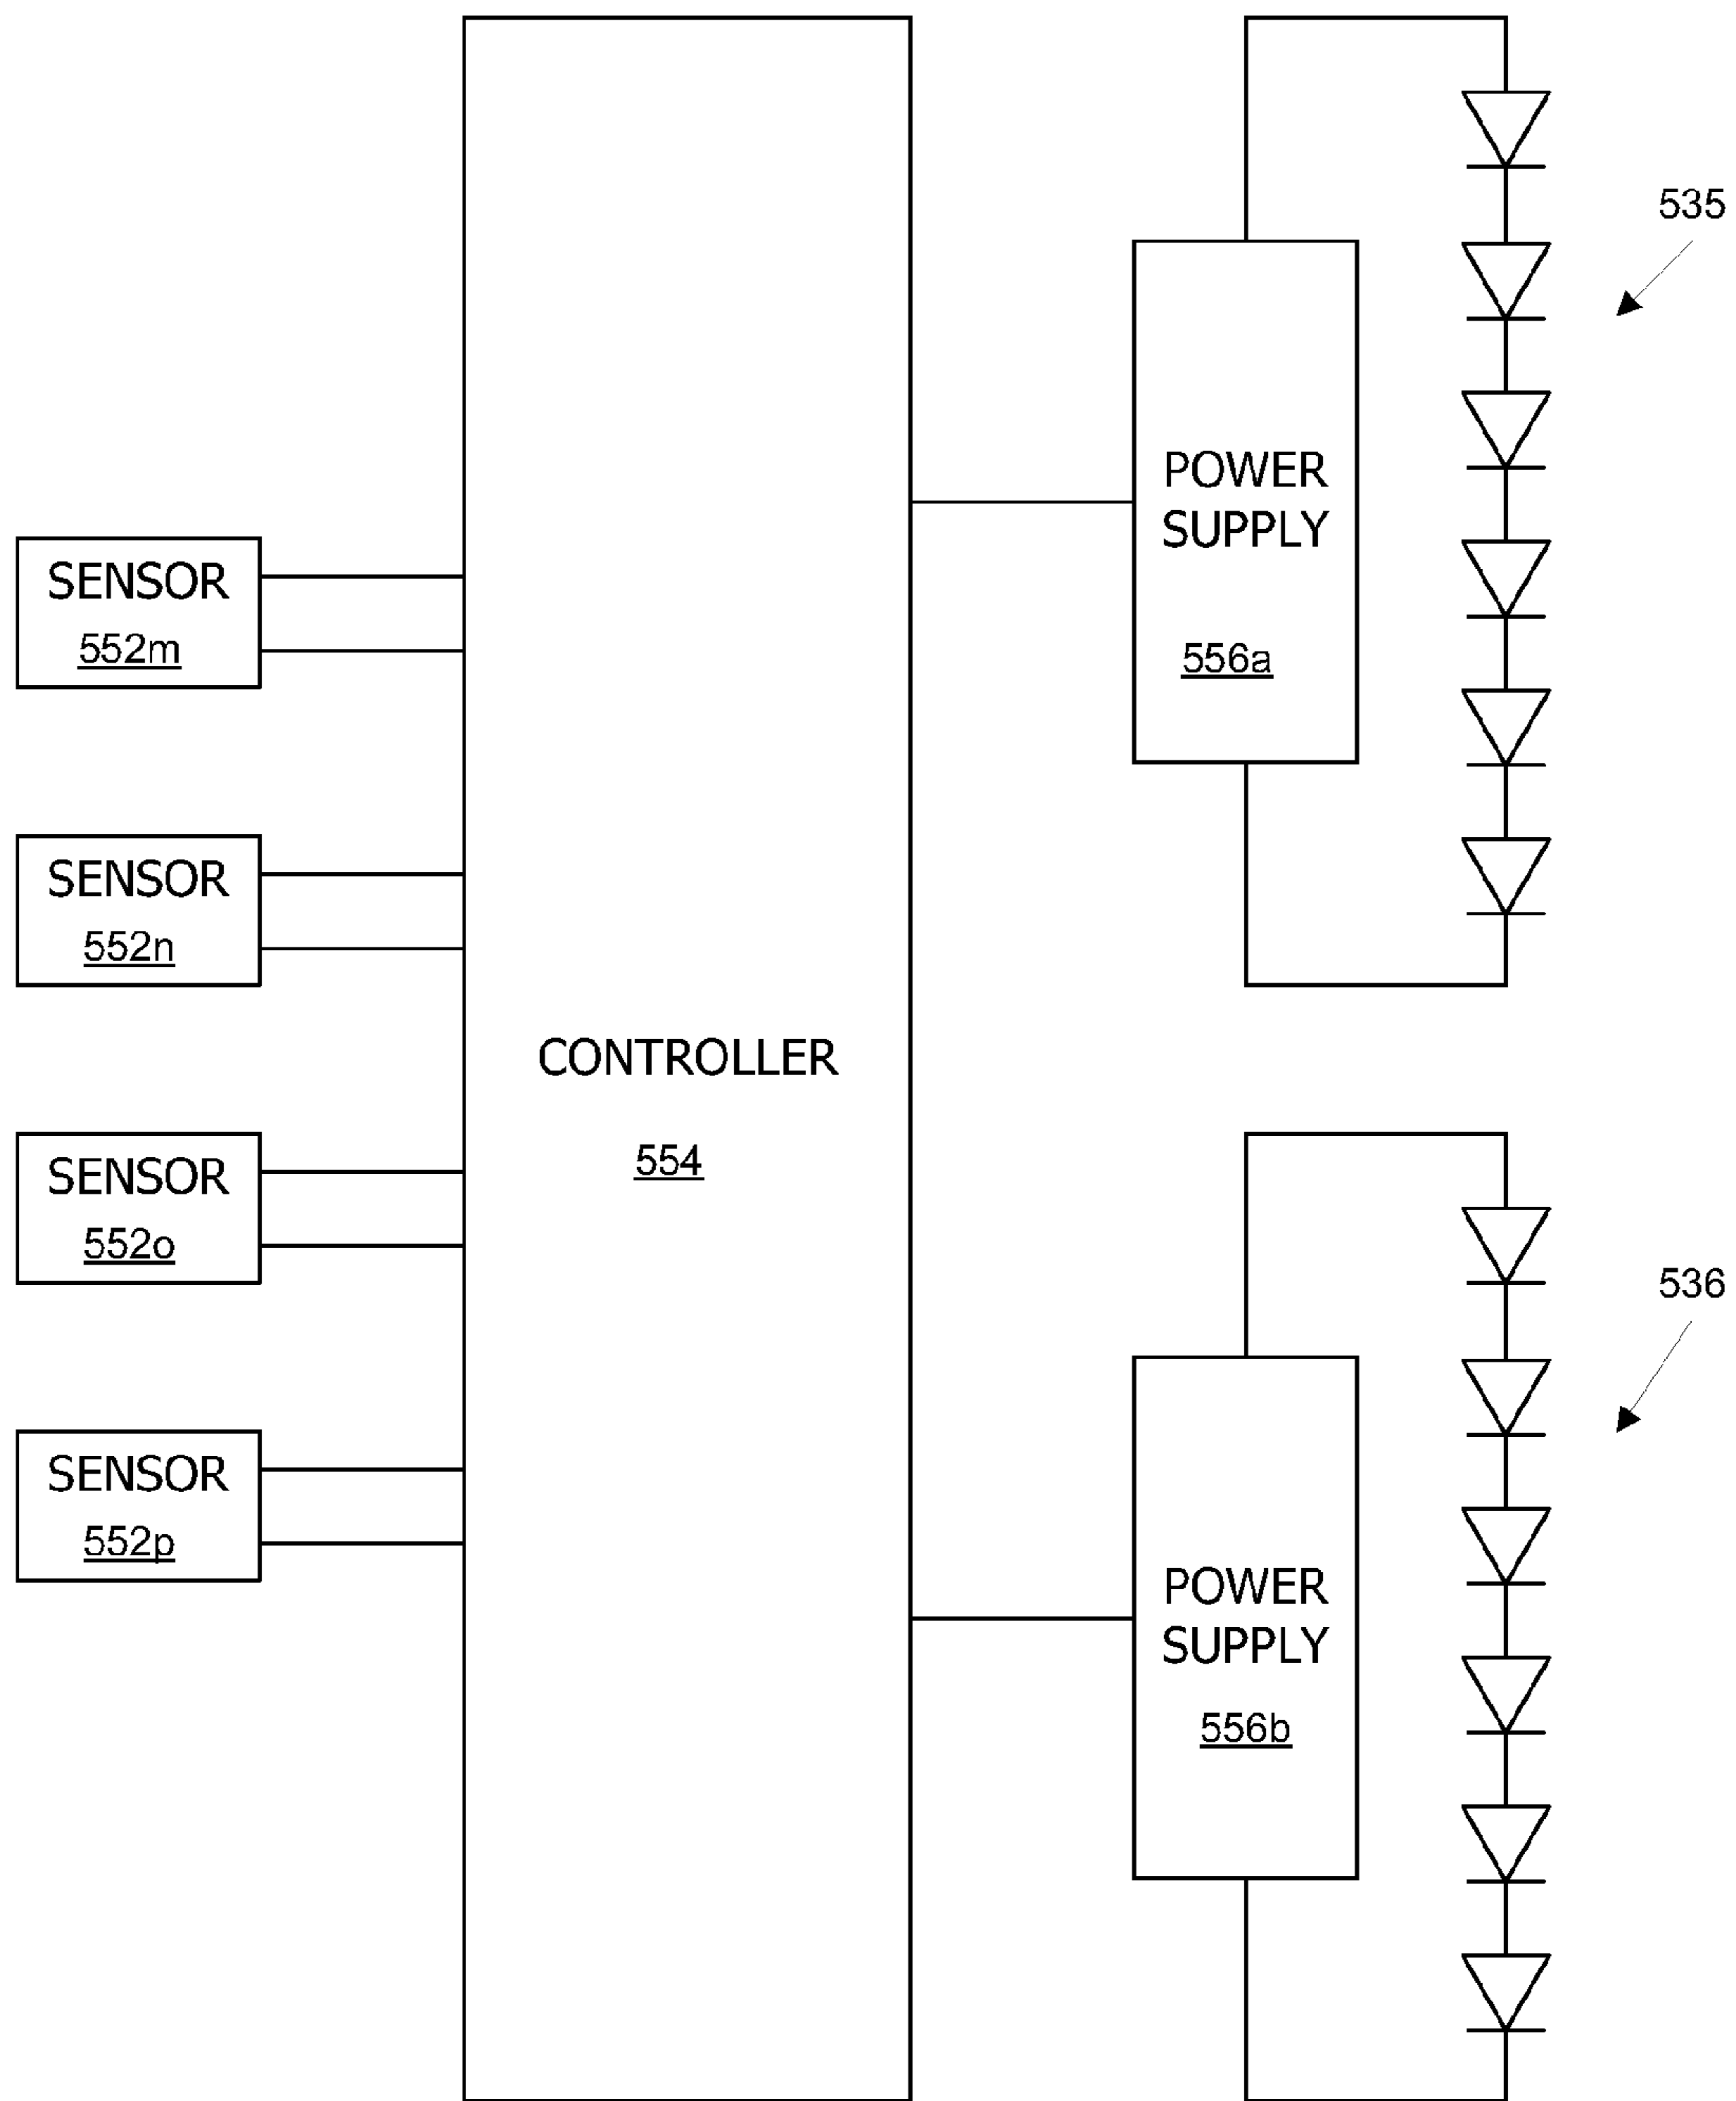 535
POWER
SUPPLY
556a
SENSOR
552m
SENSOR
552n
CONTROLLER
554
SENSOR
552o
SENSOR
552p
536
POWER
SUPPLY
556b